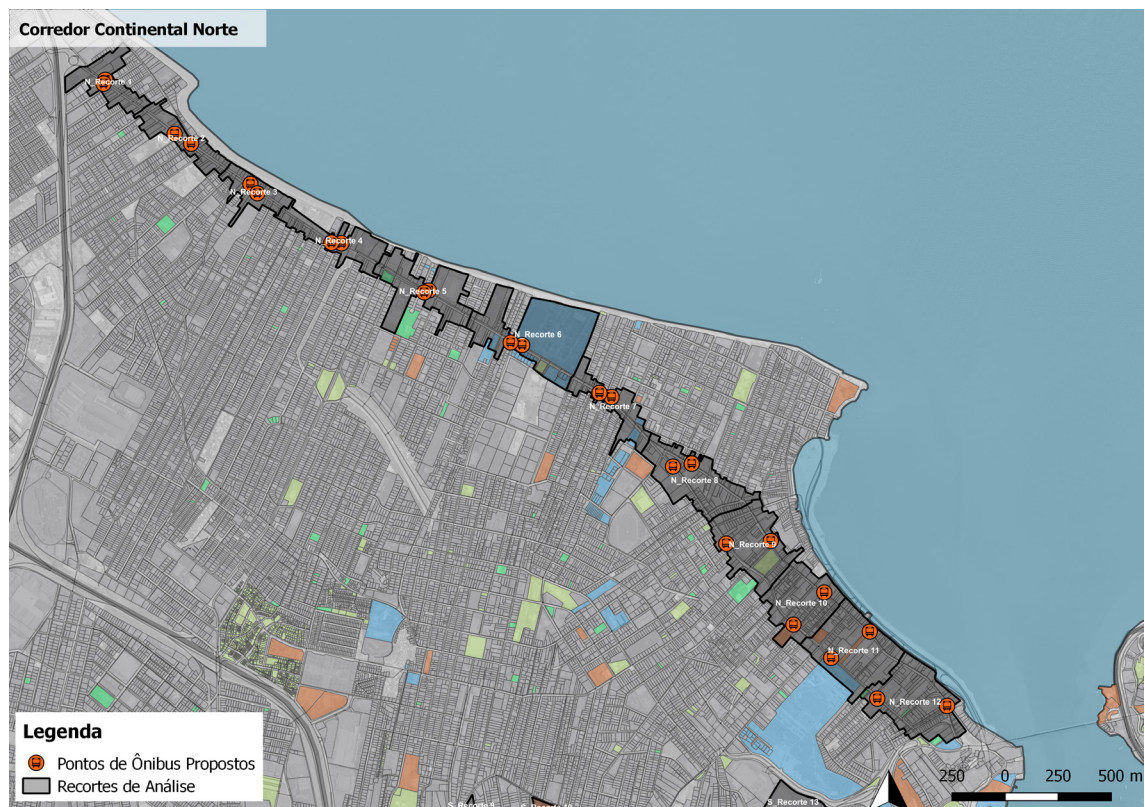 Corredor Continental Norte
N_Recorte 1
N_Recorte 2
N_Recorte 3
N_Recorte 4
N_Recorte 5
N_Recorte 6
N_Recorte 7
N_Recorte 8
N_Recorte 9
N_Recorte 10
N_Recorte 11
N_Recorte 12
Legenda
Pontos de Ônibus Propostos
Recortes de Análise
S_Recorte 13
250 0 250 500 m